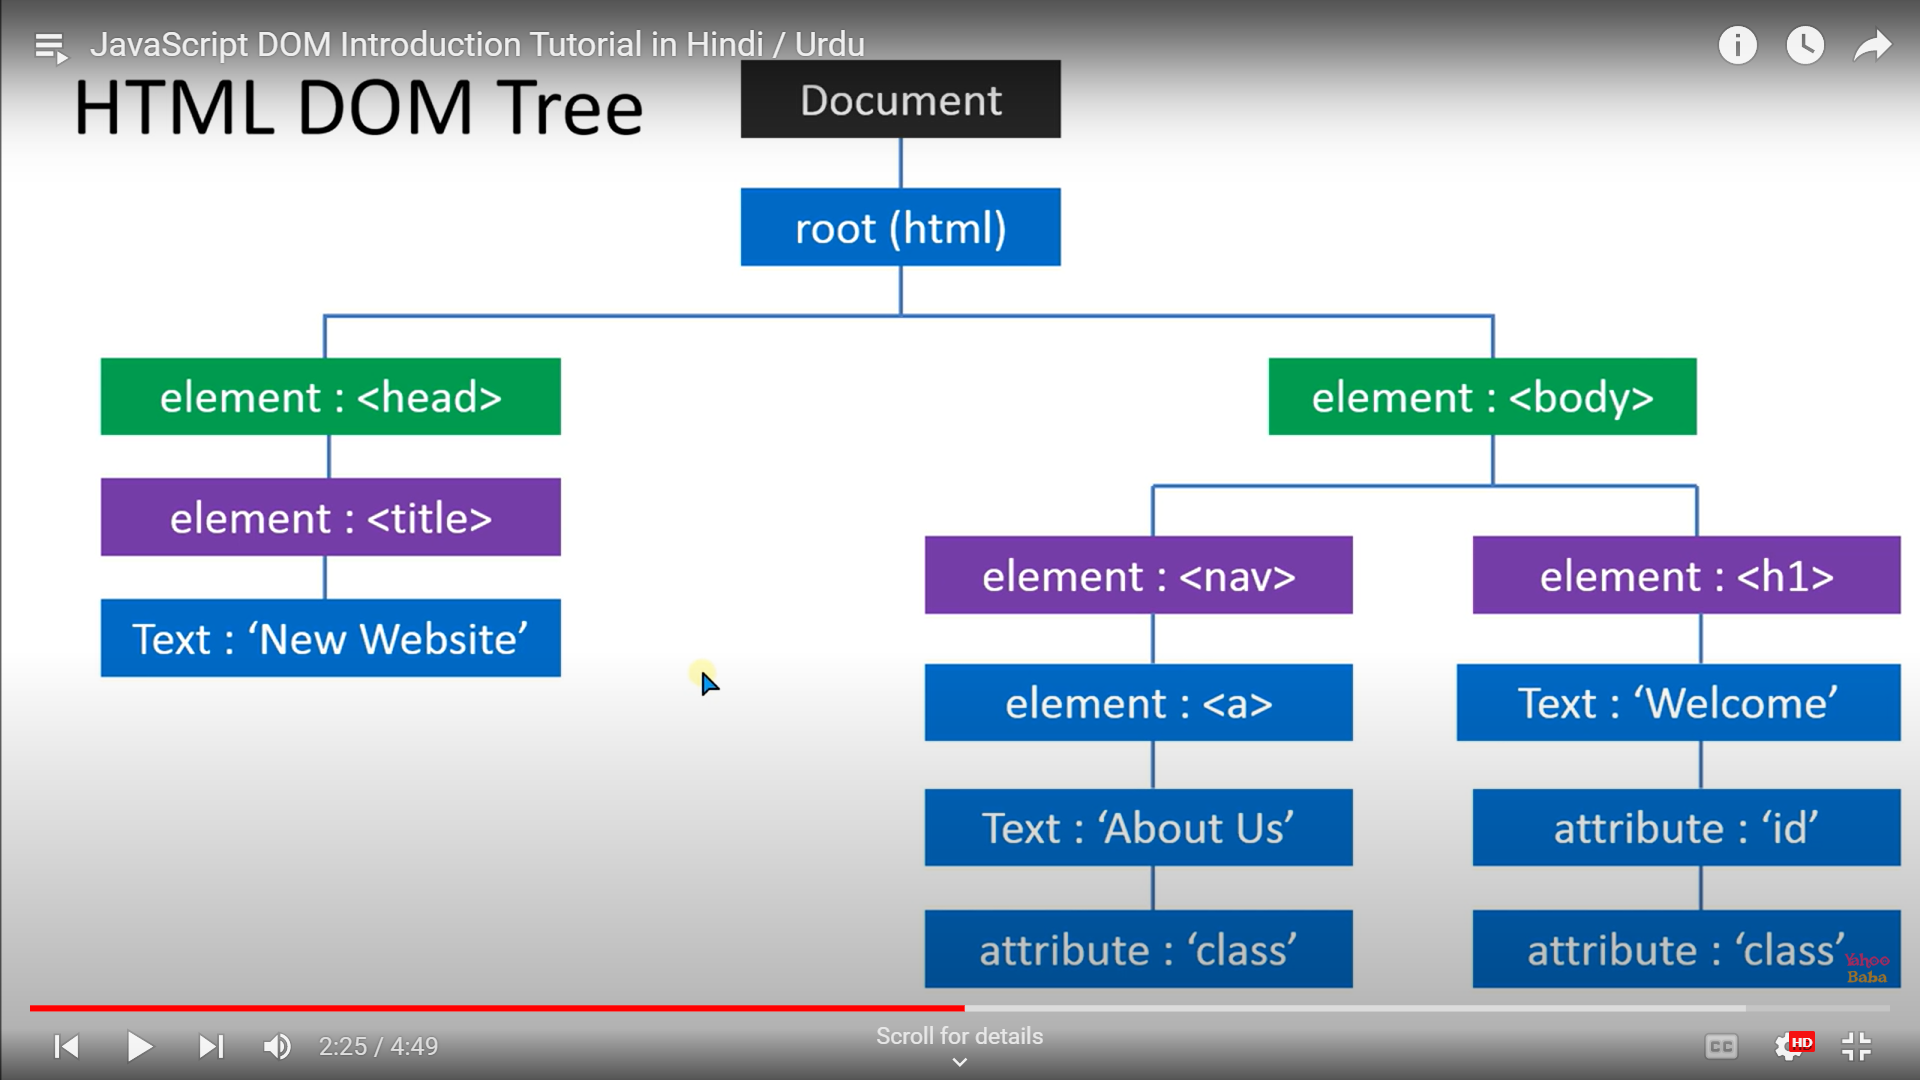 JavaScript DOM Introduction Tutorial in Hindi / Urdu
HTML DOM Tree
Document
root (html)
element : <head>
element : <body>
element : <title>
element : <nav>
element : <h1>
Text : ‘New Website’
element : <a>
Text : ‘Welcome’
Text : ‘About Us’
attribute : ‘id’
attribute : ‘class’
attribute : ‘class’
Yahoo
Baba
2:25 / 4:49
Scroll for details
CC
HD